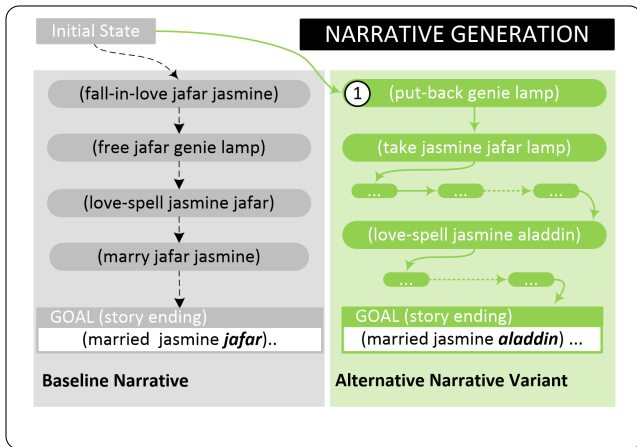 Initial State
NARRATIVE GENERATION
(fall-in-love jafar jasmine)
(free jafar genie lamp)
(love-spell jasmine jafar)
(marry jafar jasmine)
GOAL (story ending)
(married jasmine jafar)..
Baseline Narrative
1
(put-back genie lamp)
(take jasmine jafar lamp)
... ... ...
(love-spell jasmine aladdin)
... ...
GOAL (story ending)
(married jasmine aladdin) ...
Alternative Narrative Variant